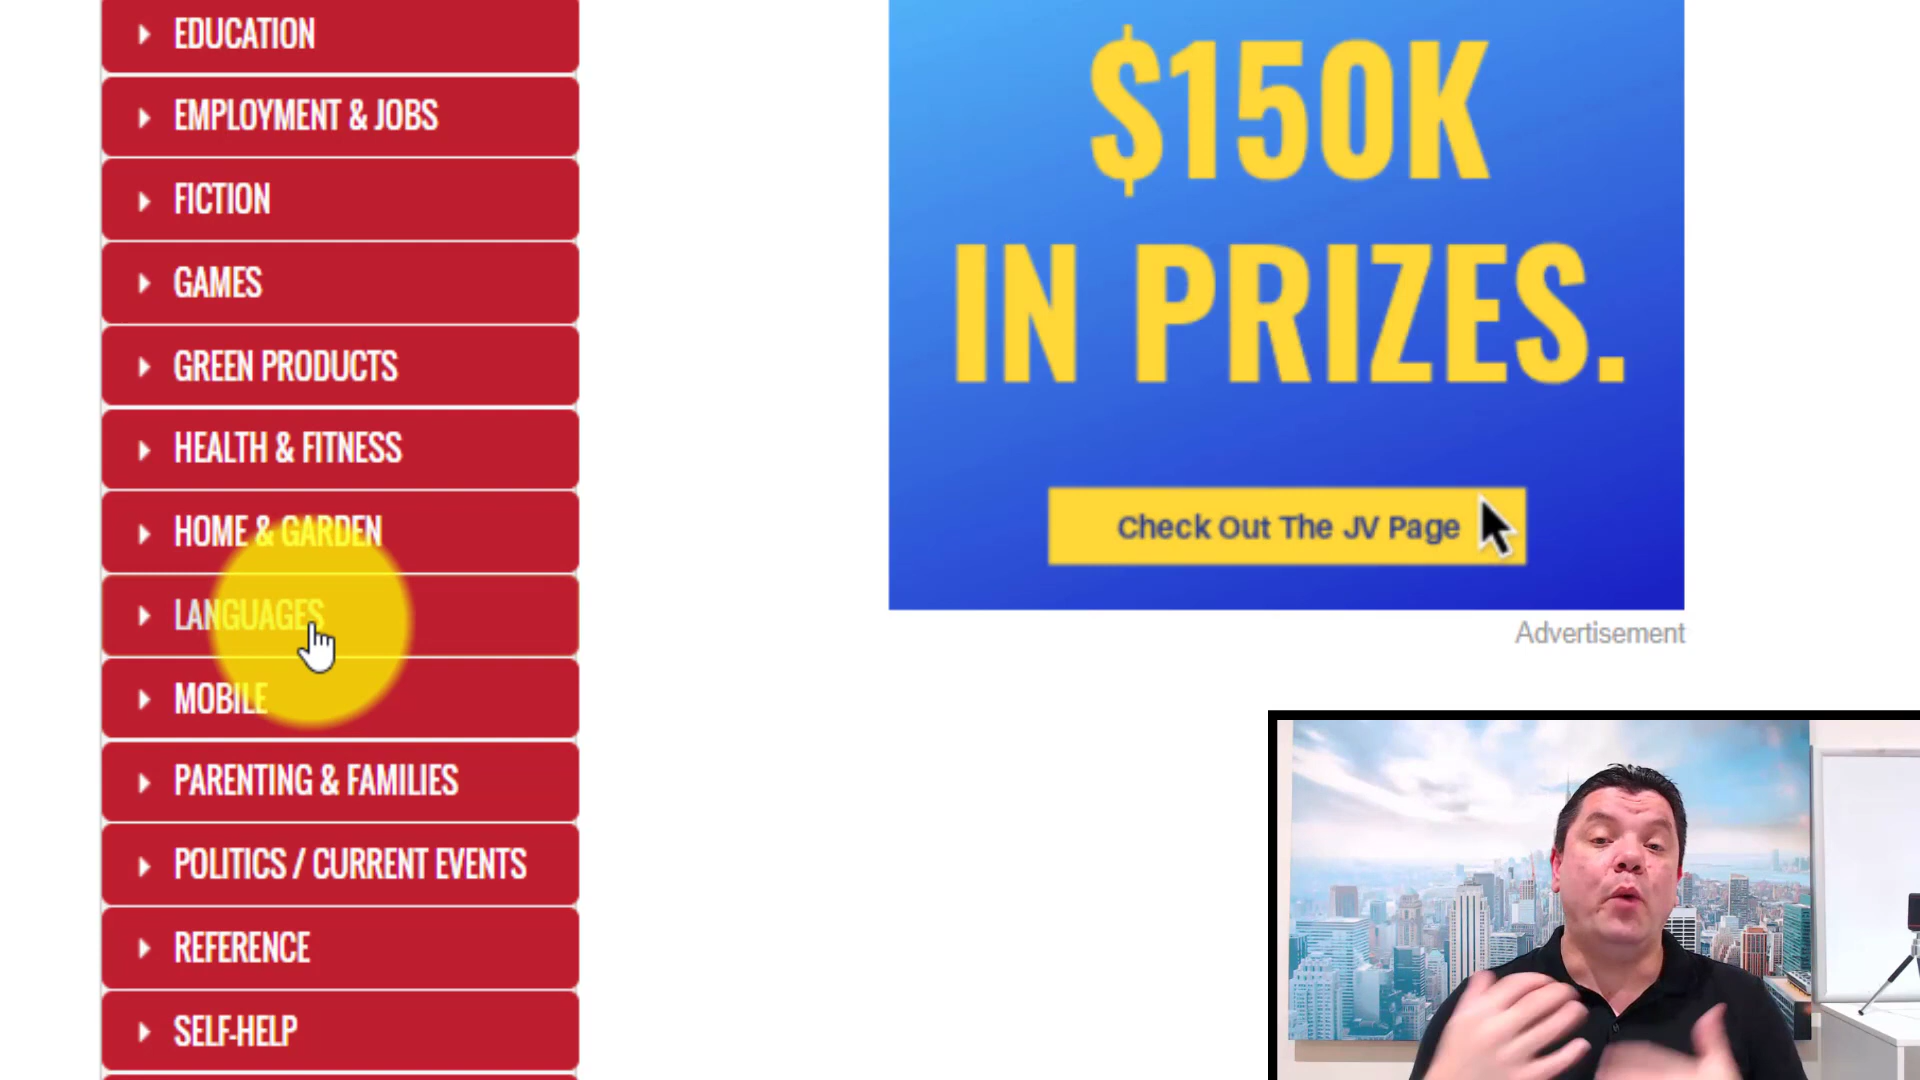 EDUCATION
EMPLOYMENT & JOBS
FICTION
GAMES
GREEN PRODUCTS
HEALTH & FITNESS
HOME & GARDEN
LANGUAGES
MOBILE
PARENTING & FAMILIES
POLITICS / CURRENT EVENTS
REFERENCE
SELF-HELP
$150K
IN PRIZES.
Check Out The JV Page
Advertisement